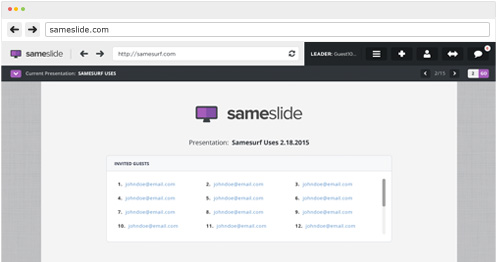 sameslide.com
sameslide
http://samesurf.com
LEADER: Guest10...
Current Presentation: SAMESURF USES
2/15
2
GO
sameslide
Presentation: Samesurf Uses 2.18.2015
INVITED GUESTS
1. johndoe@email.com 2. johndoe@email.com 3. johndoe@email.com
4. johndoe@email.com 5. johndoe@email.com 6. johndoe@email.com
7. johndoe@email.com 8. johndoe@email.com 9. johndoe@email.com
10. johndoe@email.com 11. johndoe@email.com 12. johndoe@email.com